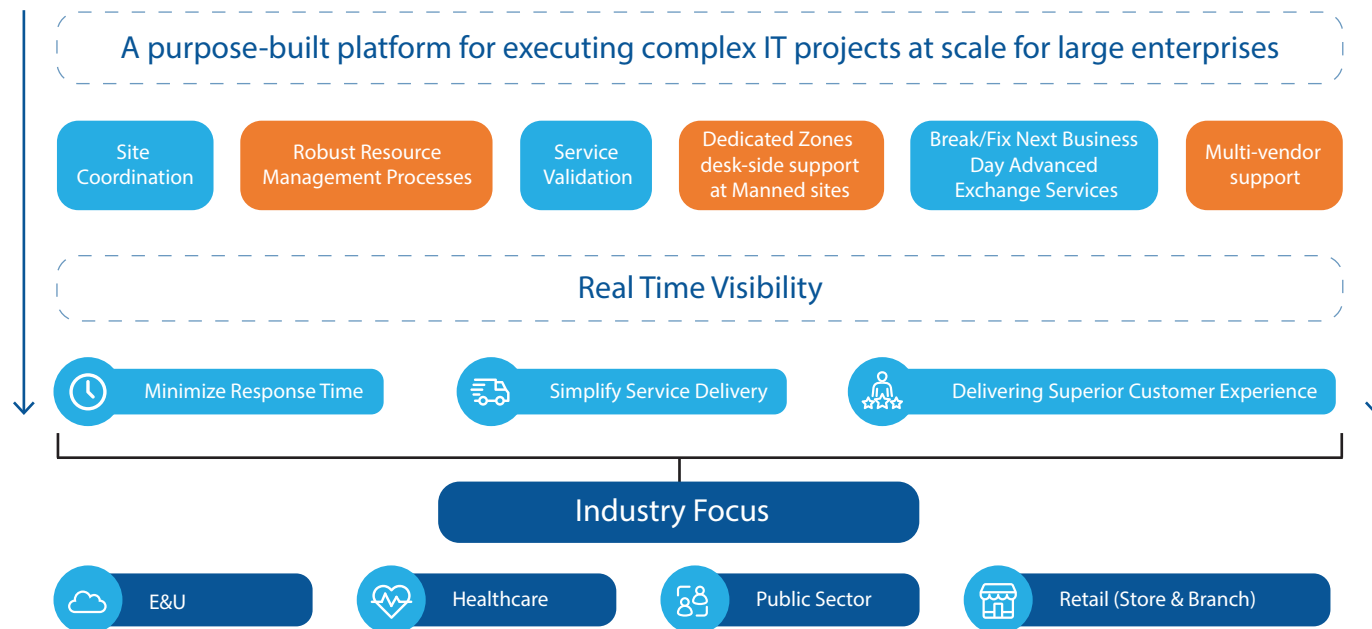 A purpose-built platform for executing complex IT projects at scale for large enterprises
Site
Coordination
Robust Resource
Management Processes
Service
Validation
Dedicated Zones
desk-side support
at Manned sites
Break/Fix Next Business
Day Advanced
Exchange Services
Multi-vendor
support
Real Time Visibility
Minimize Response Time
Simplify Service Delivery
Delivering Superior Customer Experience
Industry Focus
E&U
Healthcare
Public Sector
Retail (Store & Branch)